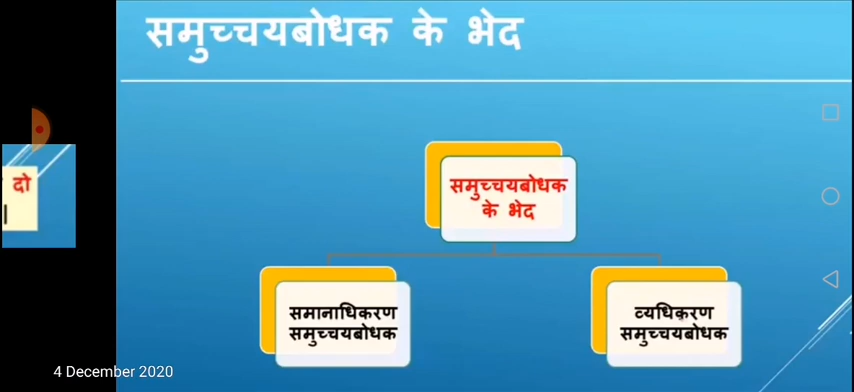 समुच्चयबोधक के भेद
दो
|
समुच्चयबोधक
के भेद
समानाधिकरण
समुच्चयबोधक
व्यधिकरण
समुच्चयबोधक
4 December 2020